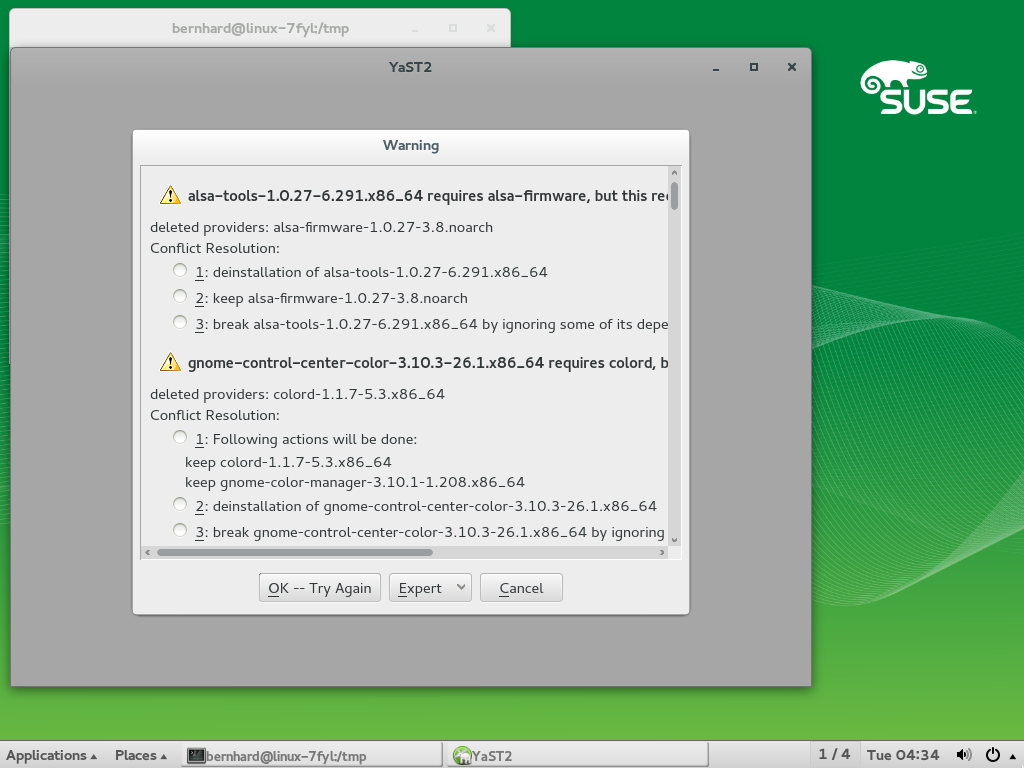 bernhard@linux-7fyl:/tmp
YaST2
SUSE
Warning
alsa-tools-1.0.27-6.291.x86_64 requires alsa-firmware, but this re
deleted providers: alsa-firmware-1.0.27-3.8.noarch
Conflict Resolution:
1: deinstallation of alsa-tools-1.0.27-6.291.x86_64
2: keep alsa-firmware-1.0.27-3.8.noarch
3: break alsa-tools-1.0.27-6.291.x86_64 by ignoring some of its depe
gnome-control-center-color-3.10.3-26.1.x86_64 requires colord, b
deleted providers: colord-1.1.7-5.3.x86_64
Conflict Resolution:
1: Following actions will be done:
keep colord-1.1.7-5.3.x86_64
keep gnome-color-manager-3.10.1-1.208.x86_64
2: deinstallation of gnome-control-center-color-3.10.3-26.1.x86_64
3: break gnome-control-center-color-3.10.3-26.1.x86_64 by ignoring
OK -- Try Again Expert Cancel
Applications Places bernhard@linux-7fyl:/tmp YaST2 1 / 4 Tue 04:34